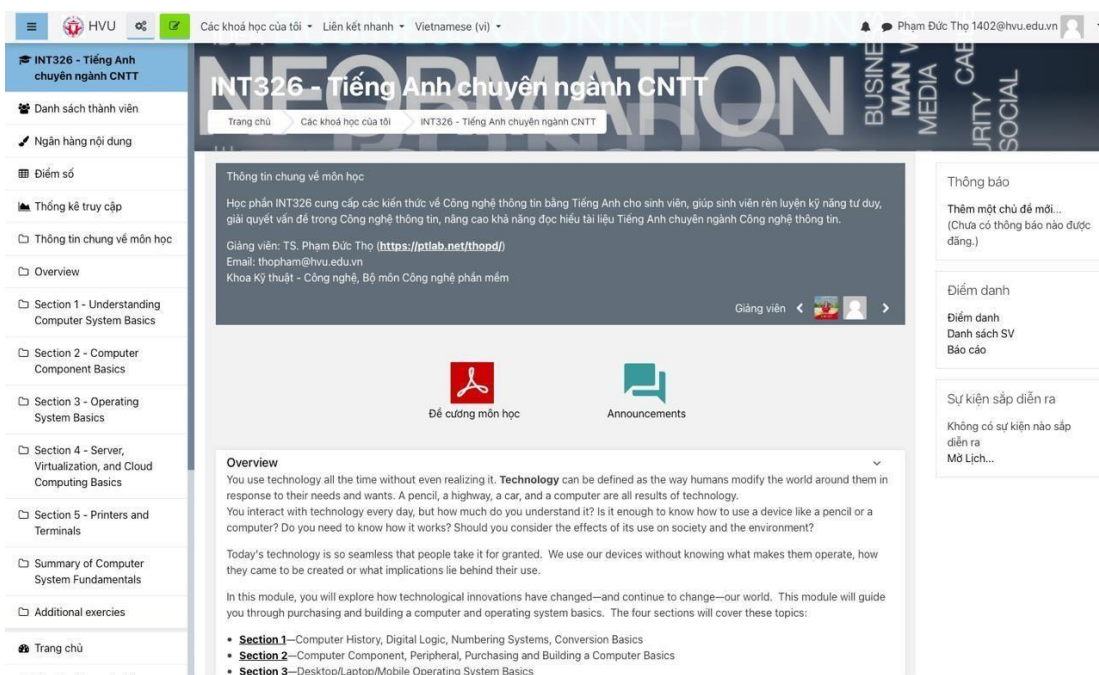 HVU
Các khoá học của tôi
Liên kết nhanh
Vietnamese (vi)
Phạm Đức Thọ 1402@hvu.edu.vn
INT326 - Tiếng Anh
chuyên ngành CNTT
Danh sách thành viên
Ngân hàng nội dung
Điểm số
Thống kê truy cập
Thông tin chung về môn học
Overview
Section 1 - Understanding
Computer System Basics
Section 2 - Computer
Component Basics
Section 3 - Operating
System Basics
Section 4 - Server,
Virtualization, and Cloud
Computing Basics
Section 5 - Printers and
Terminals
Summary of Computer
System Fundamentals
Additional exercies
Trang chủ
INT326 - Tiếng Anh chuyên ngành CNTT
NFORMATION
BUSINE
MAN
MEDIA
CAB
URITY
SOCIAL
Trang chủ
Các khoá học của tôi
INT326 - Tiếng Anh chuyên ngành CNTT
Thông tin chung về môn học
Học phần INT326 cung cấp các kiến thức về Công nghệ thông tin bằng Tiếng Anh cho sinh viên, giúp sinh viên rèn luyện kỹ năng tư duy,
giải quyết vấn đề trong Công nghệ thông tin, nâng cao khả năng đọc hiểu tài liệu Tiếng Anh chuyên ngành Công nghệ thông tin.
Giảng viên: TS. Phạm Đức Thọ (https://ptlab.net/thopd/)
Email: thopham@hvu.edu.vn
Khoa Kỹ thuật - Công nghệ, Bộ môn Công nghệ phần mềm
Giảng viên
Đề cương môn học
Announcements
Overview
You use technology all the time without even realizing it. Technology can be defined as the way humans modify the world around them in
response to their needs and wants. A pencil, a highway, a car, and a computer are all results of technology.
You interact with technology every day, but how much do you understand it? Is it enough to know how to use a device like a pencil or a
computer? Do you need to know how it works? Should you consider the effects of its use on society and the environment?
Today's technology is so seamless that people take it for granted. We use our devices without knowing what makes them operate, how
they came to be created or what implications lie behind their use.
In this module, you will explore how technological innovations have changed—and continue to change—our world. This module will guide
you through purchasing and building a computer and operating system basics. The four sections will cover these topics:
• Section 1—Computer History, Digital Logic, Numbering Systems, Conversion Basics
• Section 2—Computer Component, Peripheral, Purchasing and Building a Computer Basics
• Section 3—Desktop/Laptop/Mobile Operating System Basics
Thông báo
Thêm một chủ đề mới...
(Chưa có thông báo nào được
đăng.)
Điểm danh
Điểm danh
Danh sách SV
Báo cáo
Sự kiện sắp diễn ra
Không có sự kiện nào sắp
diễn ra
Mở Lịch...